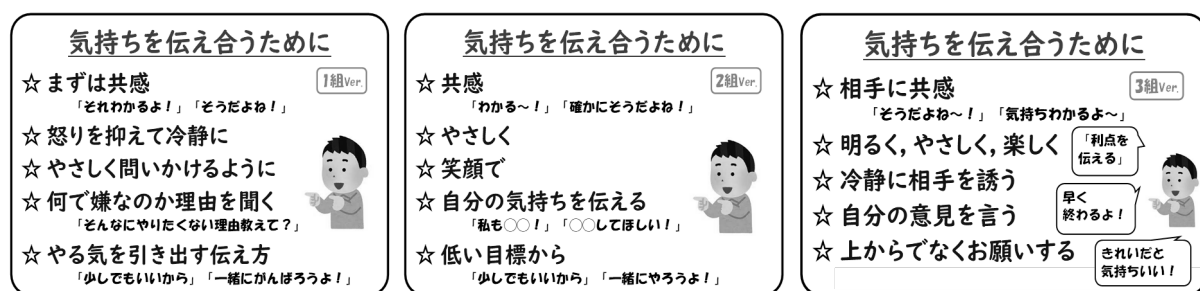 気持ちを伝え合うために
1組Ver.
☆まずは共感
「それわかるよ！」「そうだよね！」
☆怒りを抑えて冷静に
☆やさしく問いかけるように
☆何で嫌なのか理由を聞く
「そんなにやりたくない理由教えて？」
☆やる気を引き出す伝え方
「少しでもいいから」「一緒にがんばろうよ！」
気持ちを伝え合うために
2組Ver.
☆共感
「わかる～！」「確かにそうだよね！」
☆やさしく
☆笑顔で
☆自分の気持ちを伝える
「私も◯◯！」「◯◯してほしい！」
☆低い目標から
「少しでもいいから」「一緒にやろうよ！」
気持ちを伝え合うために
3組Ver.
☆相手に共感
「そうだよね～！」「気持ちわかるよ～」
☆明るく，やさしく，楽しく
「利点を
伝える」
☆冷静に相手を誘う
☆自分の意見を言う
早く
終わるよ！
☆上からでなくお願いする
きれいだと
気持ちいい！